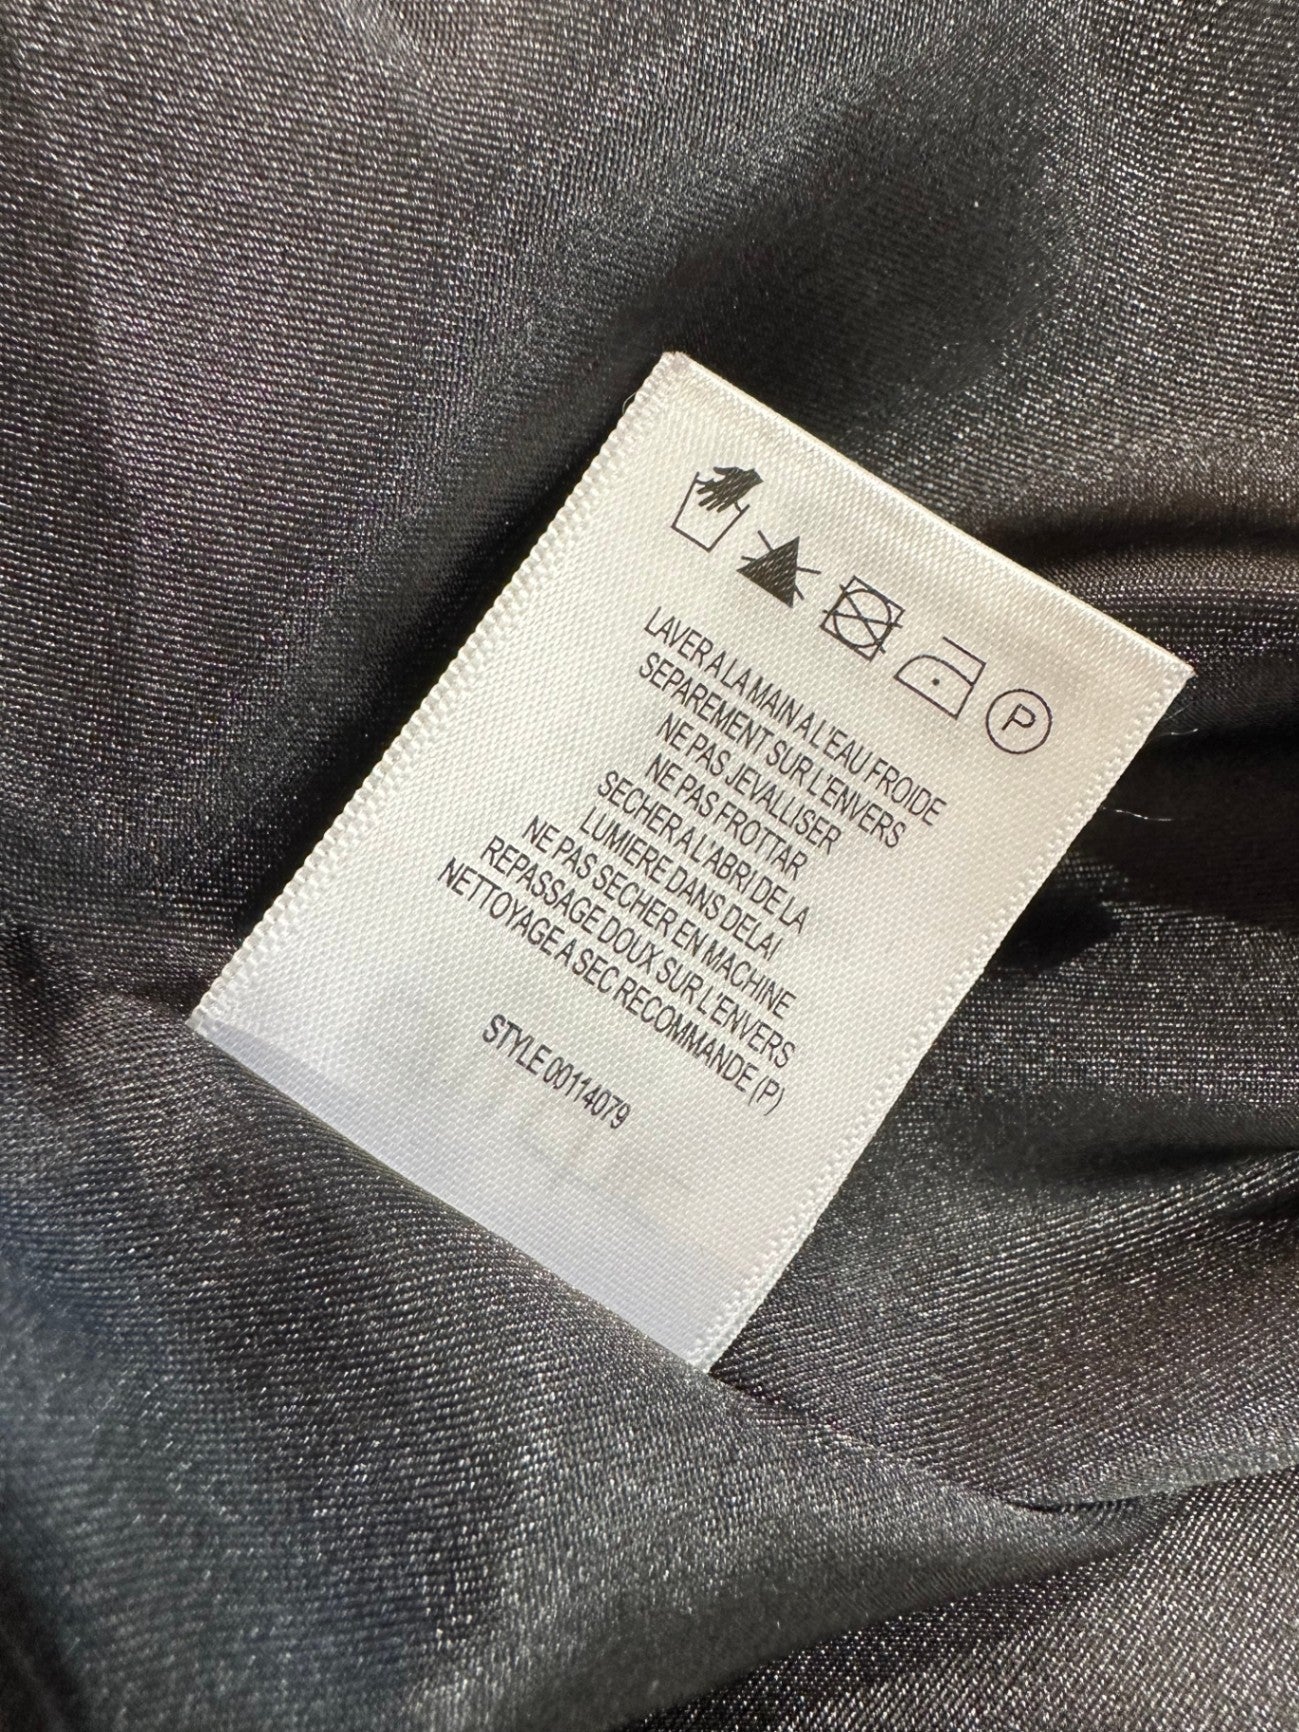 P
LAVER A LA MAIN A L'EAU FROIDE
SEPAREMENT SUR L'ENVERS
NE PAS JEVALLISER
NE PAS FROTTAR
SECHER A L'ABRI DE LA
LUMIERE DANS DELAI
NE PAS SECHER EN MACHINE
REPASSAGE DOUX SUR L'ENVERS
NETTOYAGE A SEC RECOMMANDE (P)
STYLE 00114079